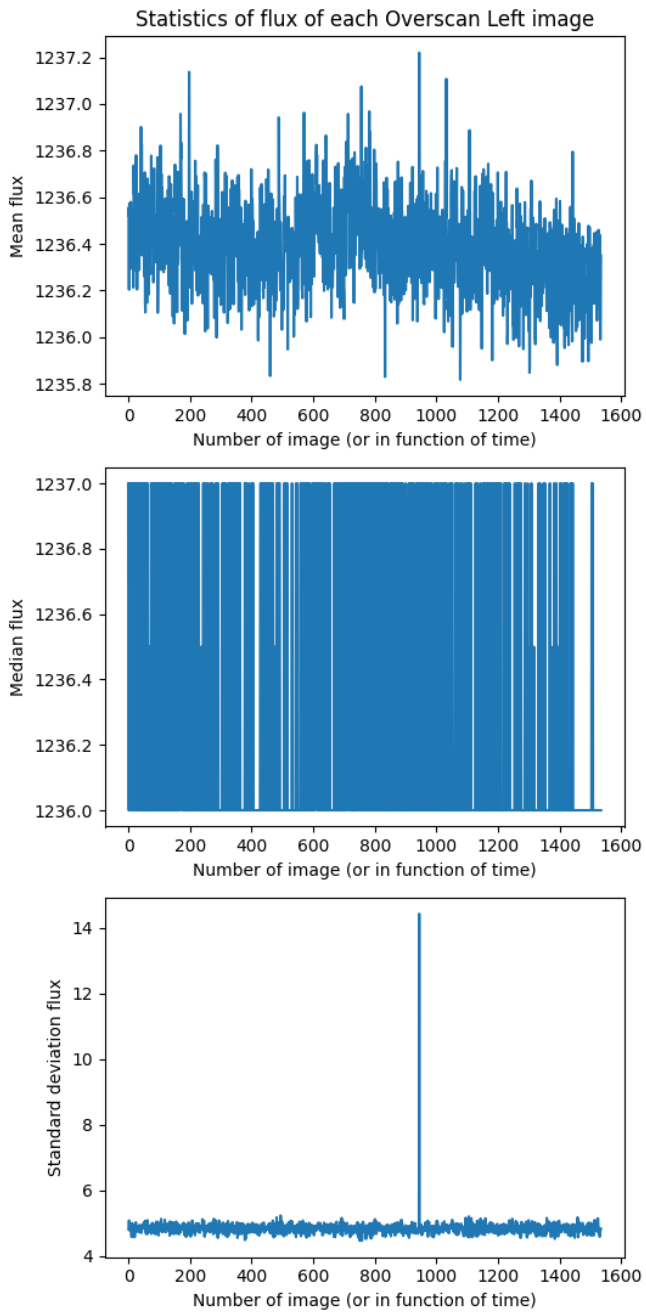 Statistics of flux of each Overscan Left image
1237.2
1237.0
1236.8
1236.6
1236.4
1236.2
1236.0
1235.8
Mean flux
0 200 400 600 800 1000 1200 1400 1600
Number of image (or in function of time)
1237.0
1236.8
1236.6
1236.4
1236.2
1236.0
Median flux
0 200 400 600 800 1000 1200 1400 1600
Number of image (or in function of time)
14
12
10
8
6
4
Standard deviation flux
0 200 400 600 800 1000 1200 1400 1600
Number of image (or in function of time)